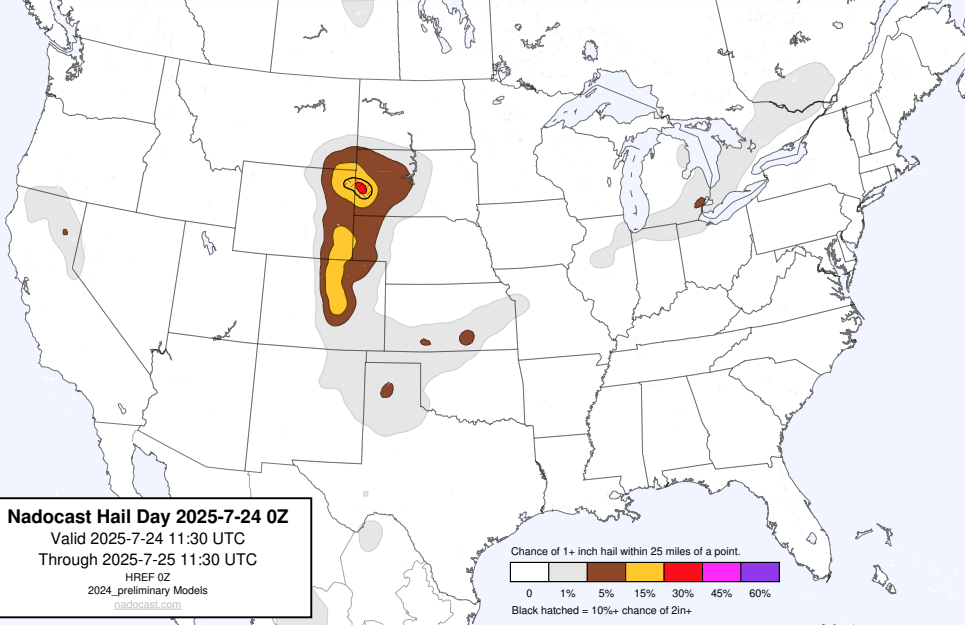 Nadocast Hail Day 2025-7-24 0Z
Valid 2025-7-24 11:30 UTC
Through 2025-7-25 11:30 UTC
HREF 0Z
2024_preliminary Models
nadocast.com
Chance of 1+ inch hail within 25 miles of a point.
0 1% 5% 15% 30% 45% 60%
Black hatched = 10%+ chance of 2in+